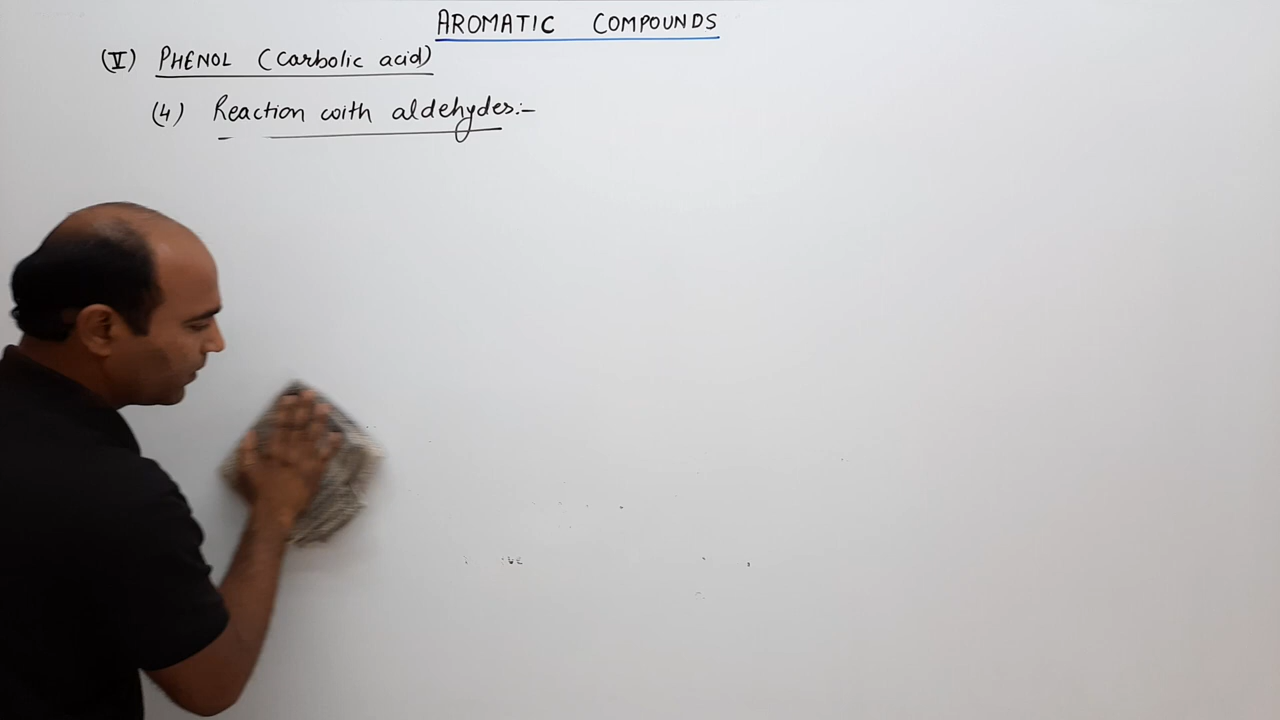 AROMATIC COMPOUNDS
(V) PHENOL (Carbolic acid)
(4) Reaction with aldehydes:-